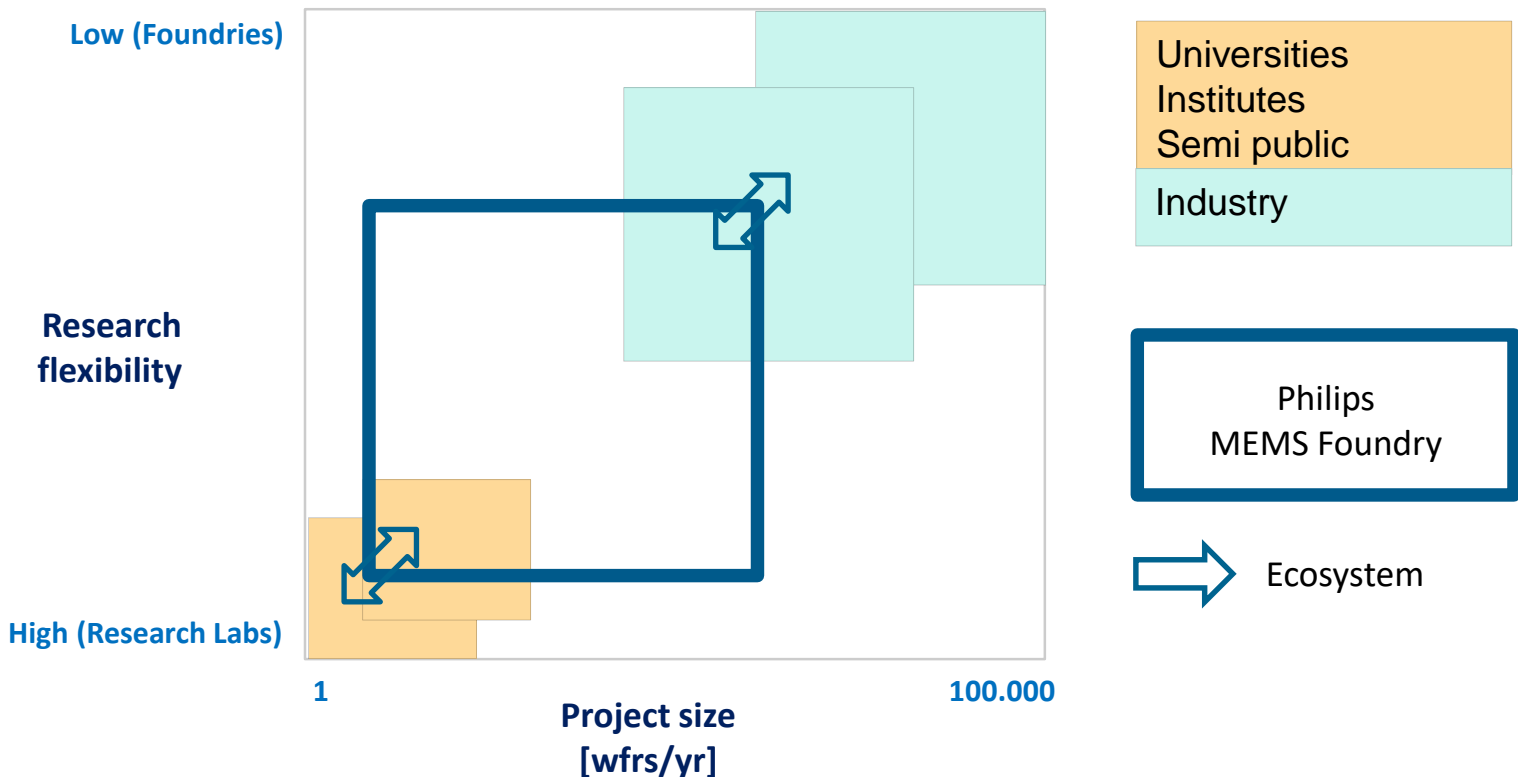 Low (Foundries)
Research
flexibility
High (Research Labs)
1
100.000
Project size
[wfrs/yr]
Universities
Institutes
Semi public
Industry
Philips
MEMS Foundry
Ecosystem